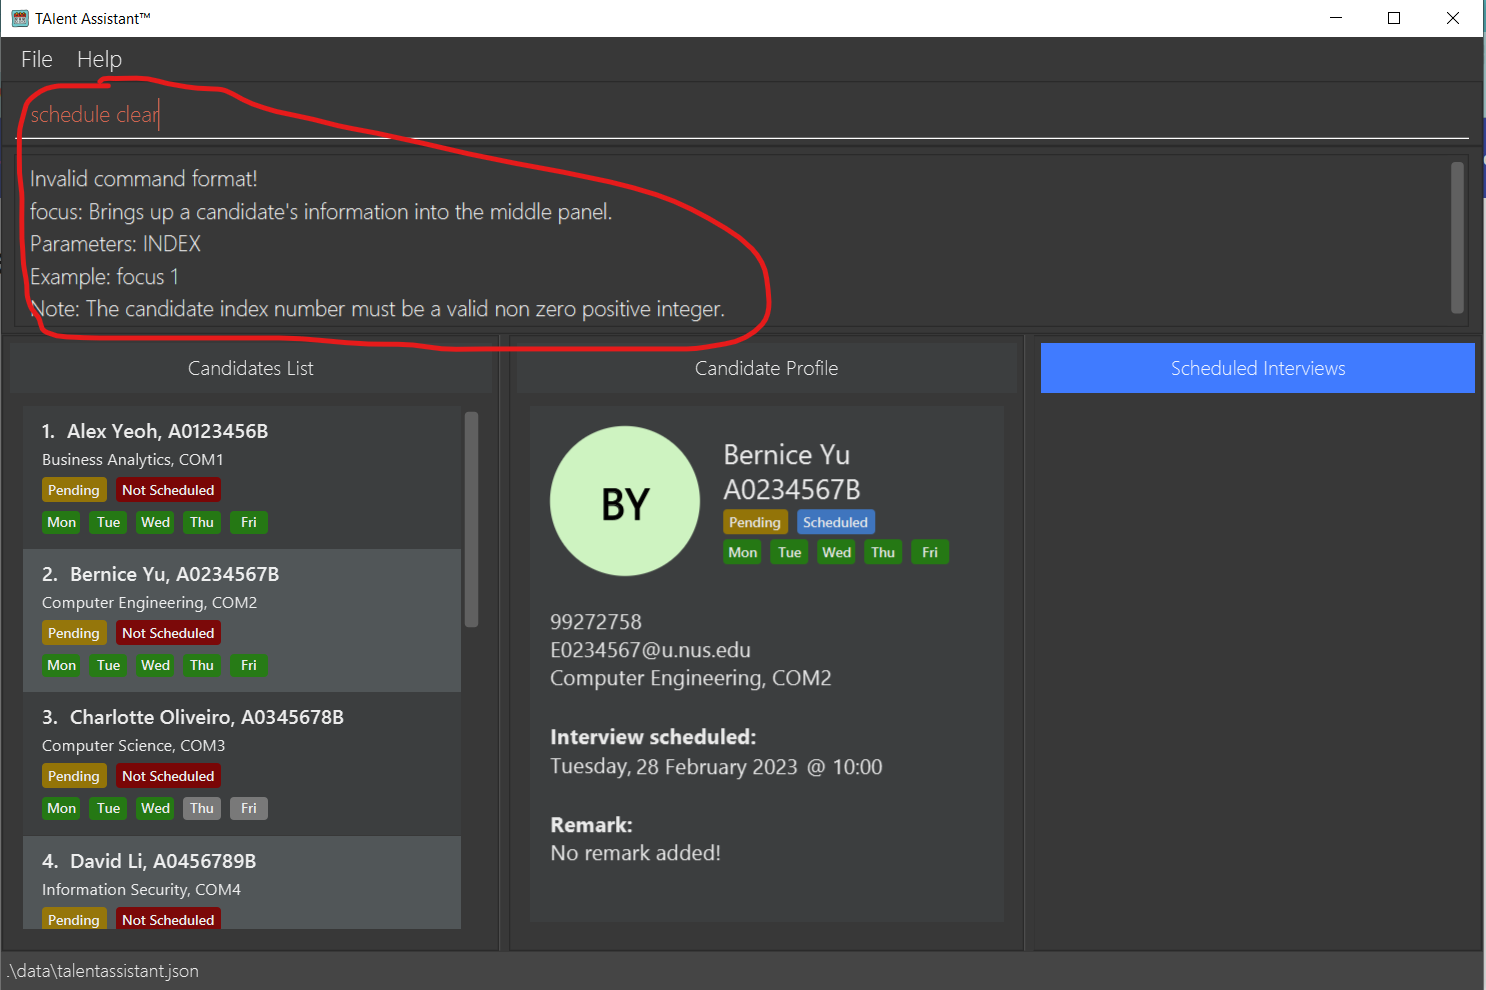 TAlent Assistant™
File Help
schedule clear
Invalid command format!
focus: Brings up a candidate's information into the middle panel.
Parameters: INDEX
Example: focus 1
Note: The candidate index number must be a valid non zero positive integer.
Candidates List
1. Alex Yeoh, A0123456B
Business Analytics, COM1
Pending Not Scheduled
Mon Tue Wed Thu Fri
2. Bernice Yu, A0234567B
Computer Engineering, COM2
Pending Not Scheduled
Mon Tue Wed Thu Fri
3. Charlotte Oliveiro, A0345678B
Computer Science, COM3
Pending Not Scheduled
Mon Tue Wed Thu Fri
4. David Li, A0456789B
Information Security, COM4
Pending Not Scheduled
Candidate Profile
BY
Bernice Yu
A0234567B
Pending Scheduled
Mon Tue Wed Thu Fri
99272758
E0234567@u.nus.edu
Computer Engineering, COM2
Interview scheduled:
Tuesday, 28 February 2023 @ 10:00
Remark:
No remark added!
Scheduled Interviews
.\data\talentassistant.json